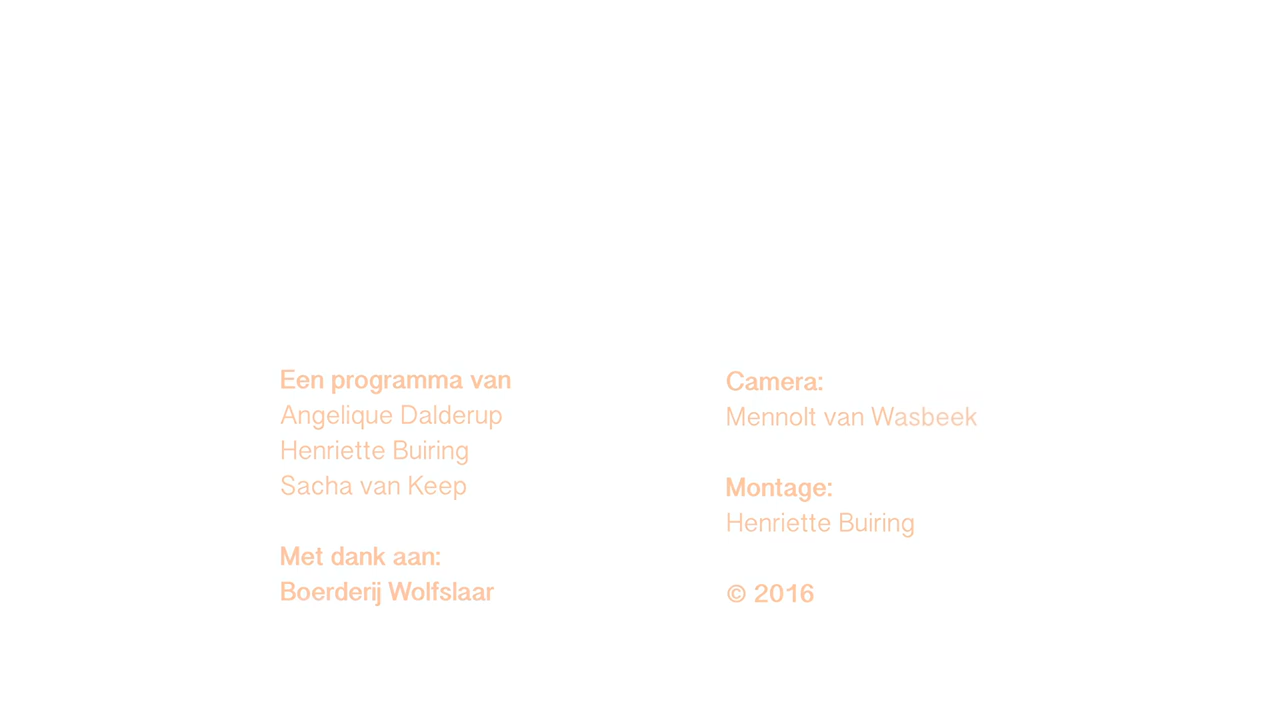 Een programma van
Angelique Dalderup
Henriette Buiring
Sacha van Keep
Met dank aan:
Boerderij Wolfslaar
Camera:
Mennolt van Wasbeek
Montage:
Henriette Buiring
© 2016